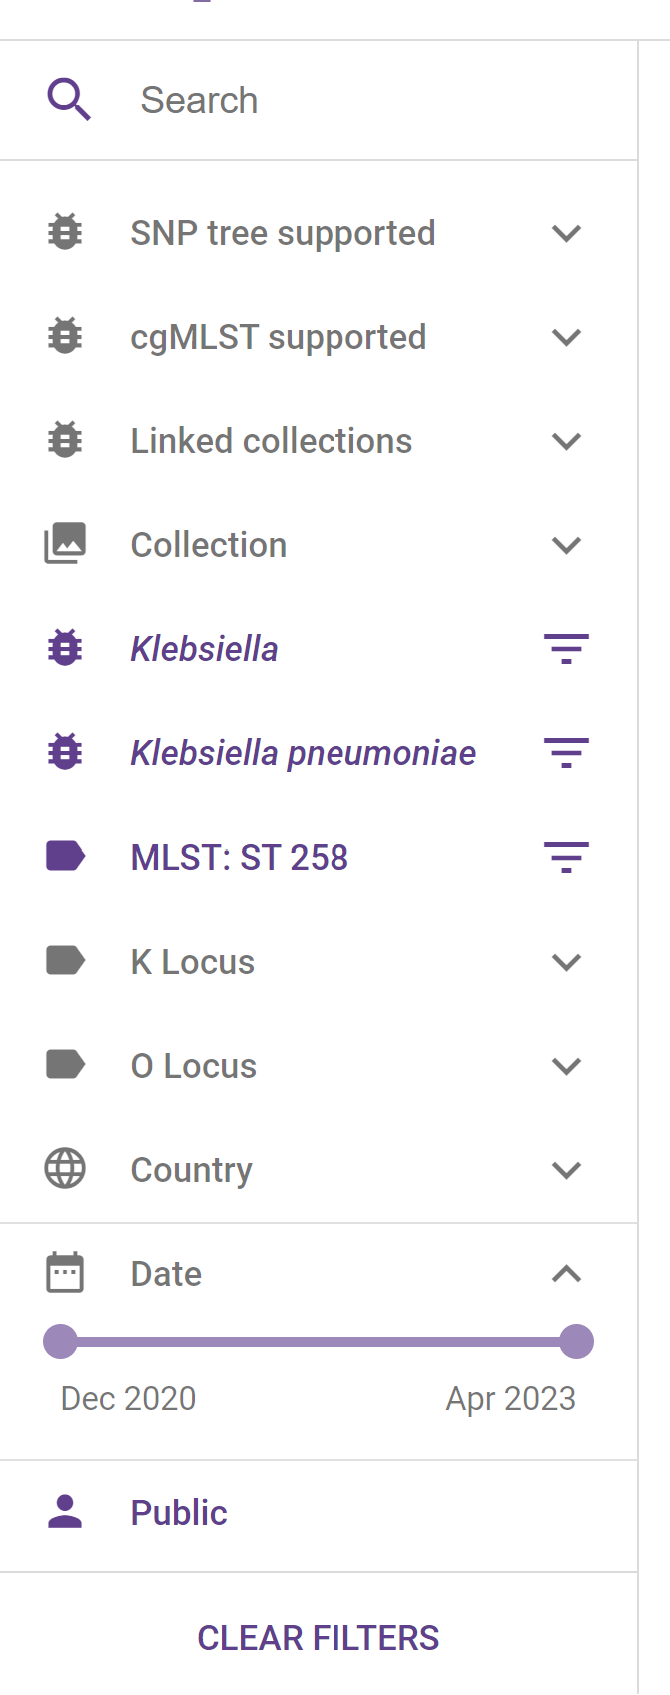 Search
SNP tree supported
cgMLST supported
Linked collections
Collection
Klebsiella
Klebsiella pneumoniae
MLST: ST 258
K Locus
O Locus
Country
Date
Dec 2020 Apr 2023
Public
CLEAR FILTERS